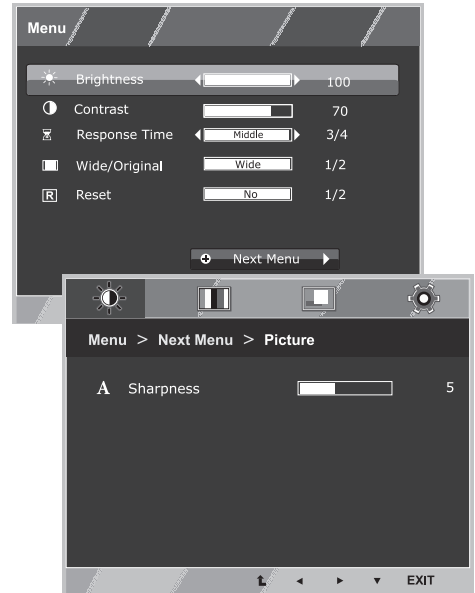 Menu
Brightness 100
Contrast 70
Response Time Middle 3/4
Wide/Original Wide 1/2
R Reset No 1/2
Next Menu
Menu > Next Menu > Picture
A Sharpness 5
EXIT